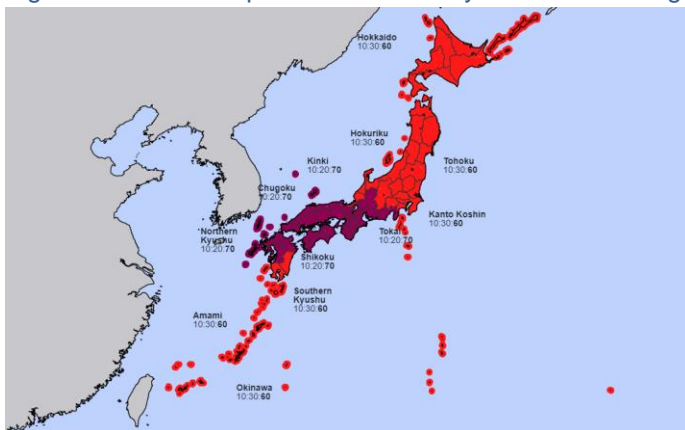 Hokkaido
10:30:60
Hokuriku
10:30:60
Tohoku
10:30:60
Kinki
10:20:70
Chugoku
10:20:70
Kanto Koshin
10:30:60
Northern
Kyushu
10:20:70
Tokai
10:20:70
Shikoku
10:20:70
Southern
Kyushu
10:30:60
Amami
10:30:60
Okinawa
10:30:60